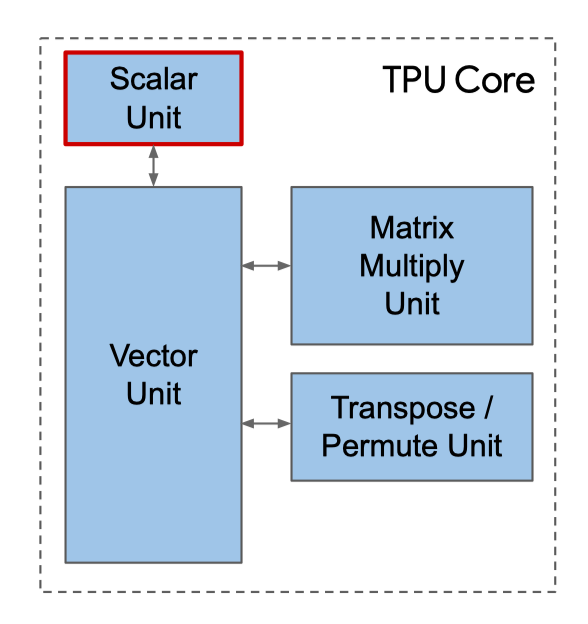 Scalar
Unit
TPU Core
Matrix
Multiply
Unit
Vector
Unit
Transpose /
Permute Unit